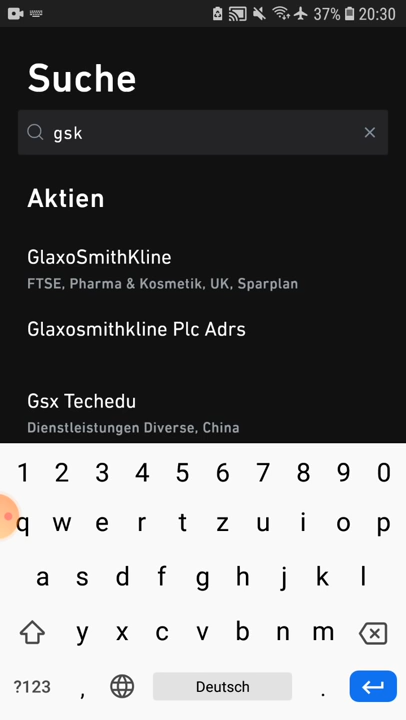 37% 20:30
Suche
gsk
Aktien
GlaxoSmithKline
FTSE, Pharma & Kosmetik, UK, Sparplan
Glaxosmithkline Plc Adrs
Gsx Techedu
Dienstleistungen Diverse, China
1 2 3 4 5 6 7 8 9 0
q w e r t z u i o p
a s d f g h j k l
y x c v b n m
?123 , Deutsch .